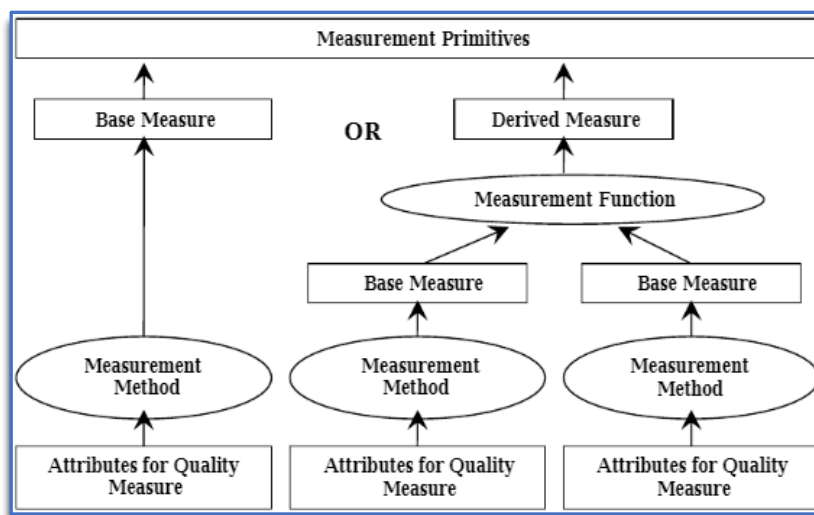 Measurement Primitives
Base Measure
OR
Derived Measure
Measurement Function
Base Measure
Base Measure
Measurement
Method
Measurement
Method
Measurement
Method
Attributes for Quality
Measure
Attributes for Quality
Measure
Attributes for Quality
Measure